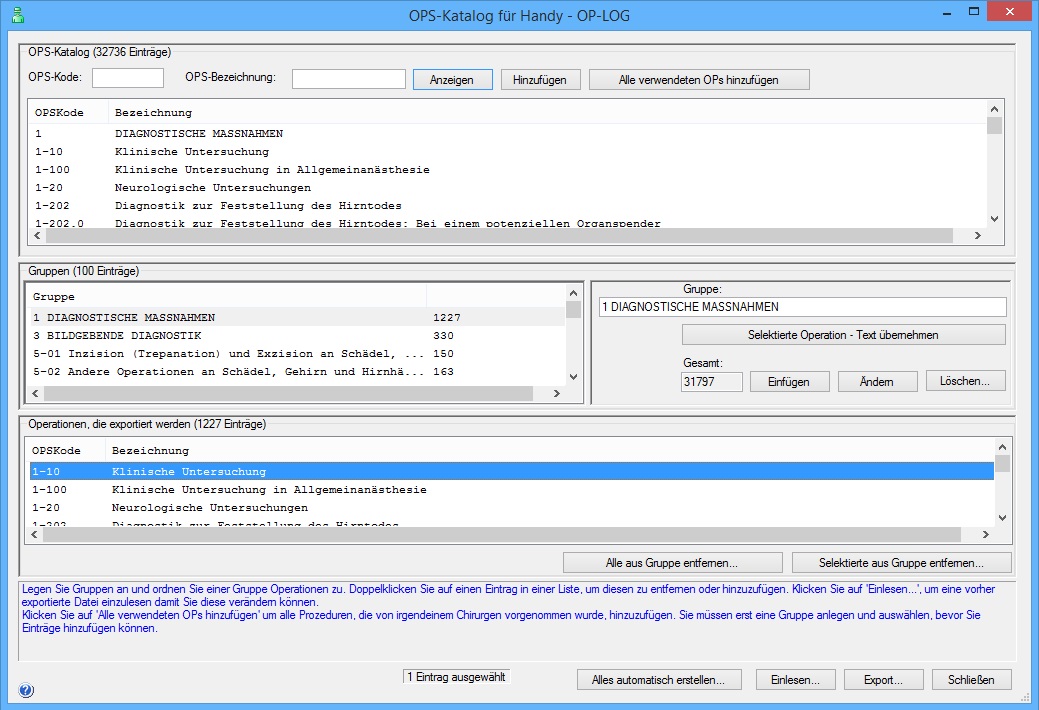 OPS-Katalog für Handy - OP-LOG
OPS-Katalog (32736 Einträge)
OPS-Kode: OPS-Bezeichnung: Anzeigen Hinzufügen Alle verwendeten OPs hinzufügen
OPSKode Bezeichnung
1 DIAGNOSTISCHE MASSNAHMEN
1-10 Klinische Untersuchung
1-100 Klinische Untersuchung in Allgemeinanästhesie
1-20 Neurologische Untersuchungen
1-202 Diagnostik zur Feststellung des Hirntodes
1-202.0 Diagnostik zur Feststellung des Hirntodes: Bei einem potenziellen Organspender
Gruppen (100 Einträge)
Gruppe
1 DIAGNOSTISCHE MASSNAHMEN 1227
3 BILDGEBENDE DIAGNOSTIK 330
5-01 Inzision (Trepanation) und Exzision an Schädel, ... 150
5-02 Andere Operationen an Schädel, Gehirn und Hirnhä... 163
Gruppe:
1 DIAGNOSTISCHE MASSNAHMEN
Selektierte Operation - Text übernehmen
Gesamt:
31797 Einfügen Ändern Löschen...
Operationen, die exportiert werden (1227 Einträge)
OPSKode Bezeichnung
1-10 Klinische Untersuchung
1-100 Klinische Untersuchung in Allgemeinanästhesie
1-20 Neurologische Untersuchungen
1-202 Diagnostik zur Feststellung des Hirntodes
Alle aus Gruppe entfernen... Selektierte aus Gruppe entfernen...
Legen Sie Gruppen an und ordnen Sie einer Gruppe Operationen zu. Doppelklicken Sie auf einen Eintrag in einer Liste, um diesen zu entfernen oder hinzuzufügen. Klicken Sie auf 'Einlesen...', um eine vorher
exportierte Datei einzulesen damit Sie diese verändern können.
Klicken Sie auf 'Alle verwendeten OPs hinzufügen' um alle Prozeduren, die von irgendeinem Chirurgen vorgenommen wurde, hinzuzufügen. Sie müssen erst eine Gruppe anlegen und auswählen, bevor Sie
Einträge hinzufügen können.
1 Eintrag ausgewählt Alles automatisch erstellen... Einlesen... Export... Schließen